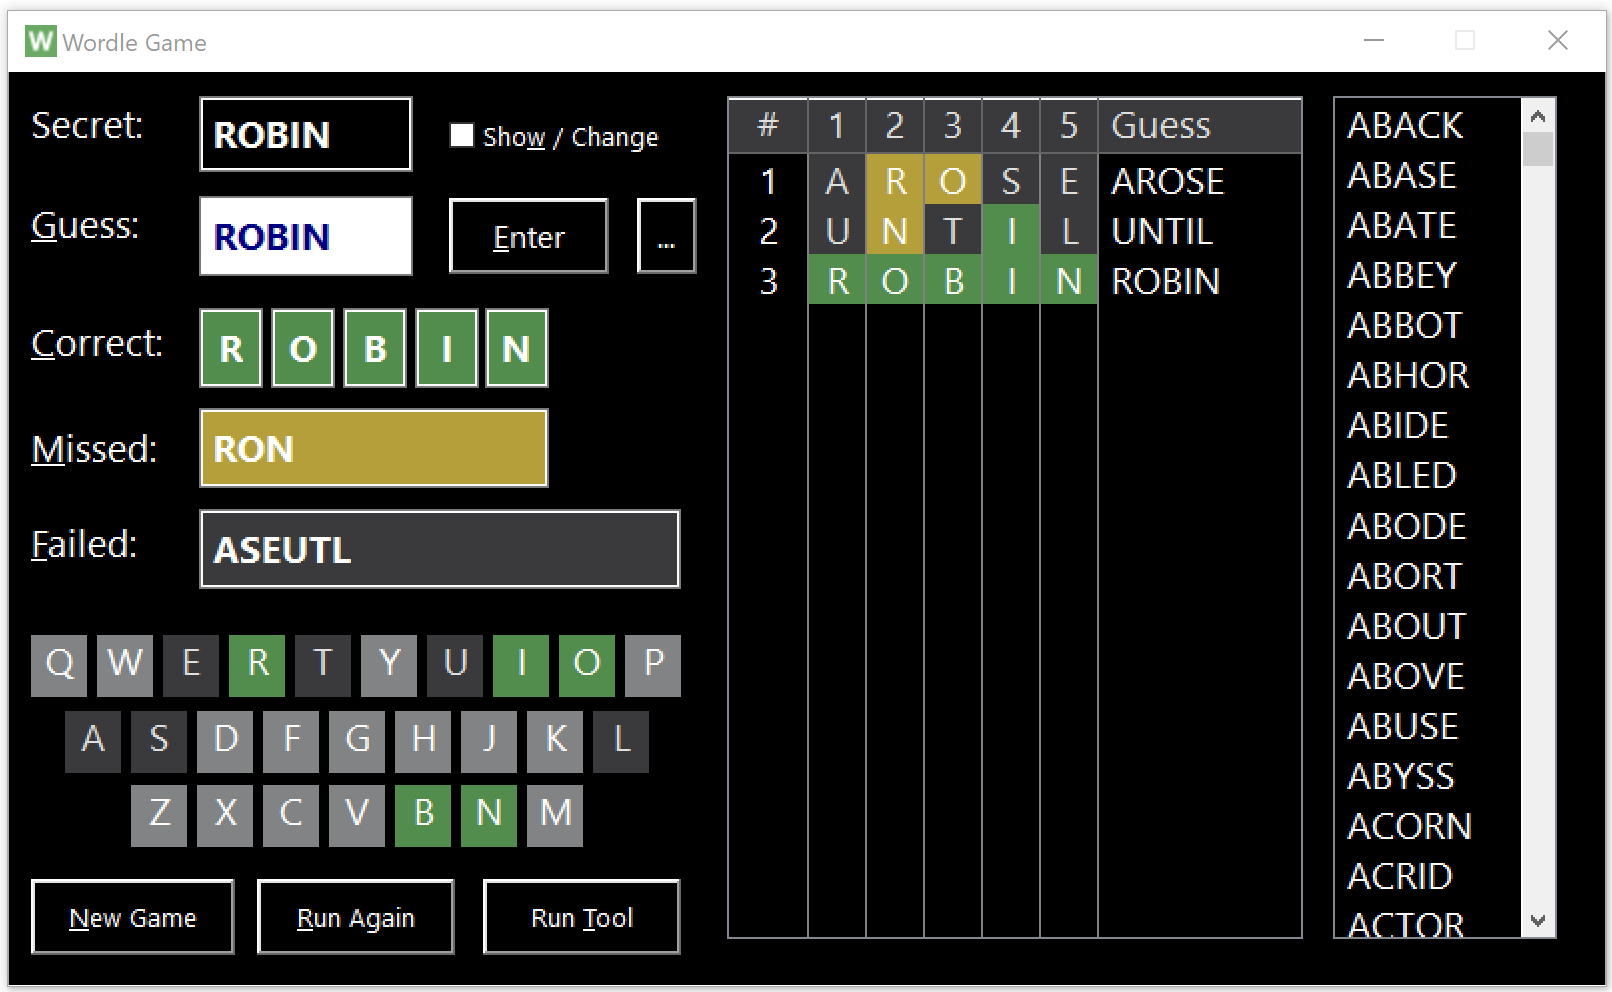 W Wordle Game
Secret: ROBIN Show / Change
Guess: ROBIN Enter ...
Correct: R O B I N
Missed: RON
Failed: ASEUTL
Q W E R T Y U I O P
A S D F G H J K L
Z X C V B N M
New Game Run Again Run Tool
# 1 2 3 4 5 Guess
1 A R O S E AROSE
2 U N T I L UNTIL
3 R O B I N ROBIN
ABACK
ABASE
ABATE
ABBEY
ABBOT
ABHOR
ABIDE
ABLED
ABODE
ABORT
ABOUT
ABOVE
ABUSE
ABYSS
ACORN
ACRID
ACTOR